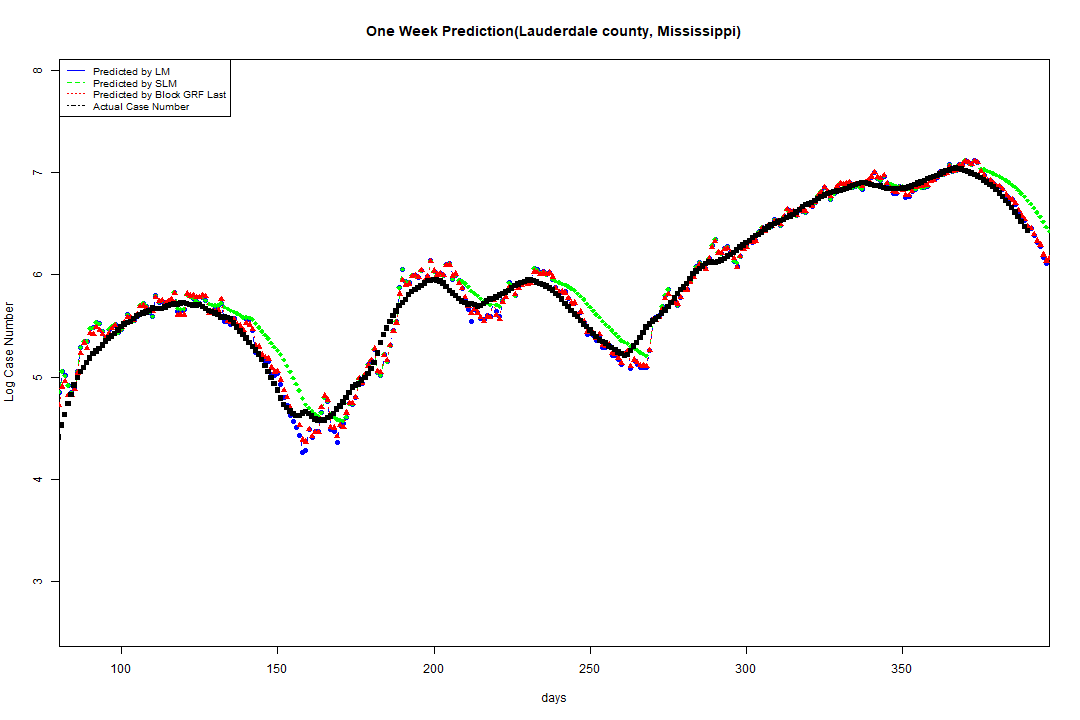 One Week Prediction(Lauderdale county, Mississippi)
Predicted by LM
Predicted by SLM
Predicted by Block GRF Last
Actual Case Number
8
7
6
5
4
3
Log Case Number
100 150 200 250 300 350
days